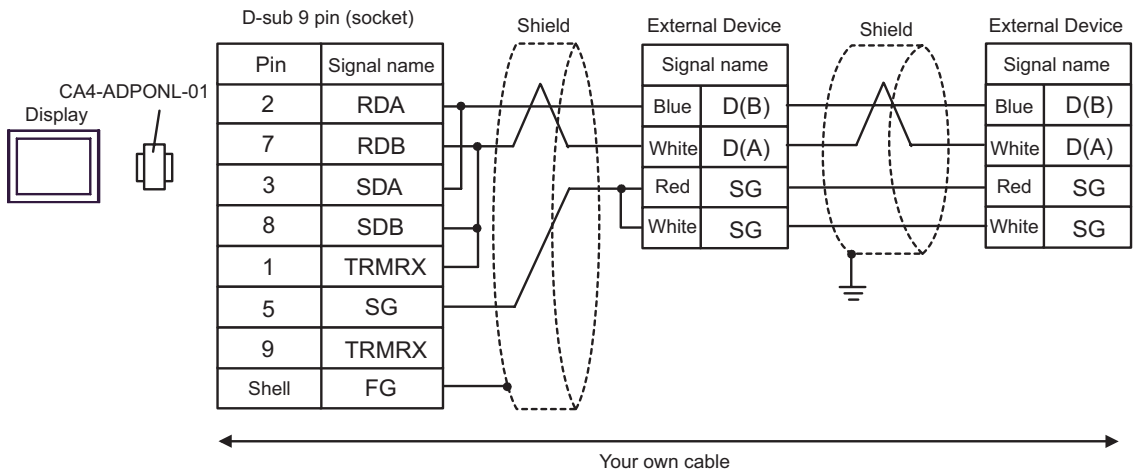 D-sub 9 pin (socket)
Shield
External Device
Shield
External Device
CA4-ADPONL-01
Display
Pin Signal name
2 RDA
7 RDB
3 SDA
8 SDB
1 TRMRX
5 SG
9 TRMRX
Shell FG
Signal name
Blue D(B)
White D(A)
Red SG
White SG
Signal name
Blue D(B)
White D(A)
Red SG
White SG
Your own cable